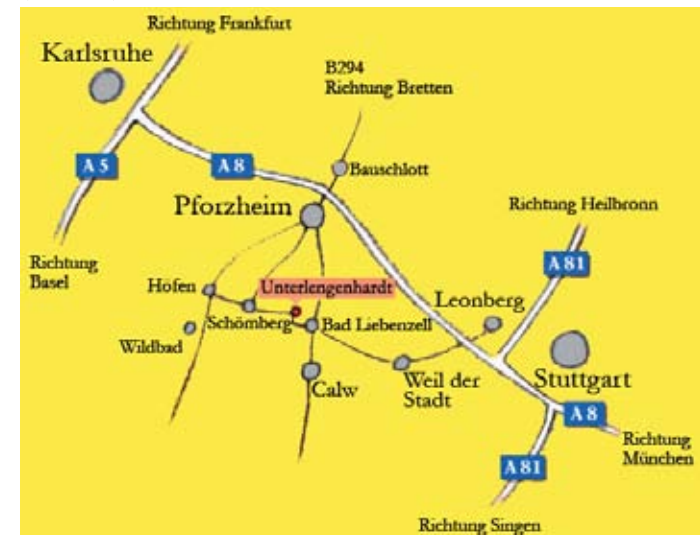 Richtung Frankfurt
Karlsruhe
B294
Richtung Bretten
A 5
A 8
Bauschlott
Pforzheim
Richtung Heilbronn
Richtung
Basel
A 81
Höfen
Unterlengenhardt
Leonberg
Schömberg
Bad Liebenzell
Wildbad
Calw
Weil der
Stadt
Stuttgart
A 8
Richtung
München
A 81
Richtung Singen